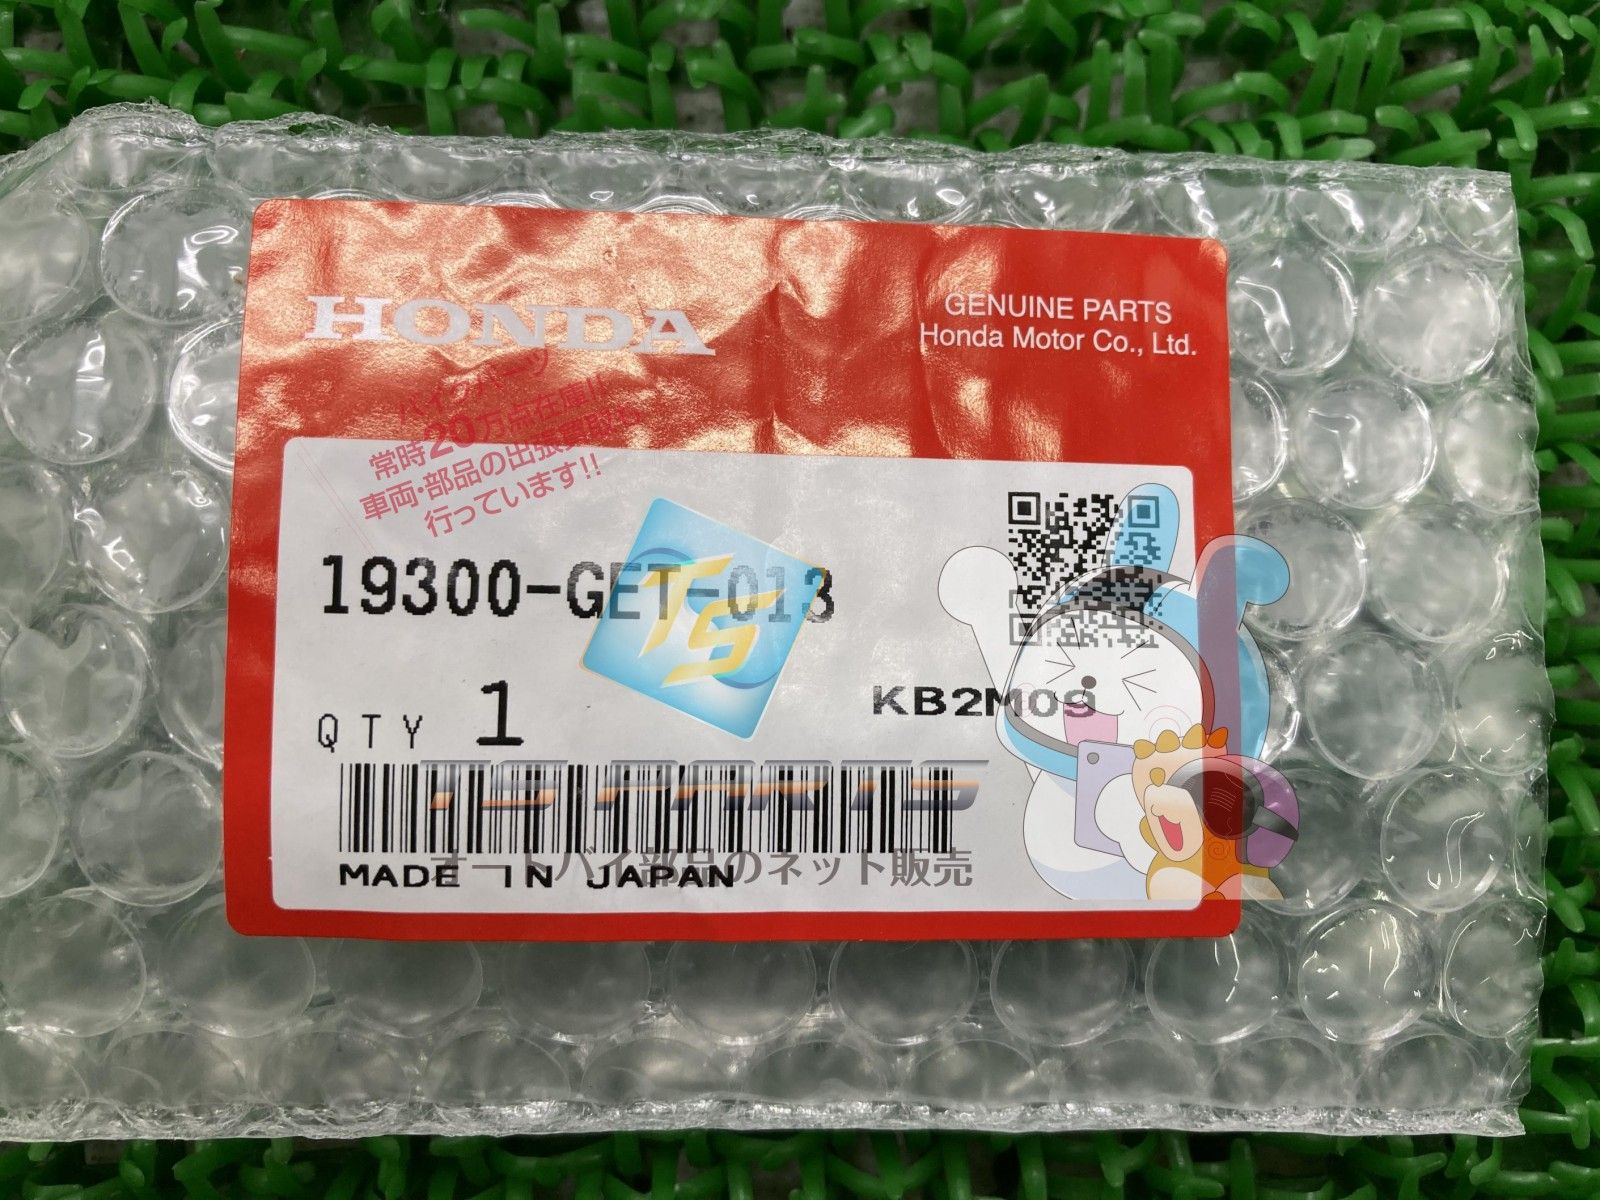 HONDA
GENUINE PARTS
Honda Motor Co., Ltd.
バイクパーツ
常時20万点在庫!!
車両・部品の出張買取も
行っています!!
19300-GET-013
TS
QTY 1
KB2M09
TS PARTS
オートバイ部品のネット販売
MADE IN JAPAN